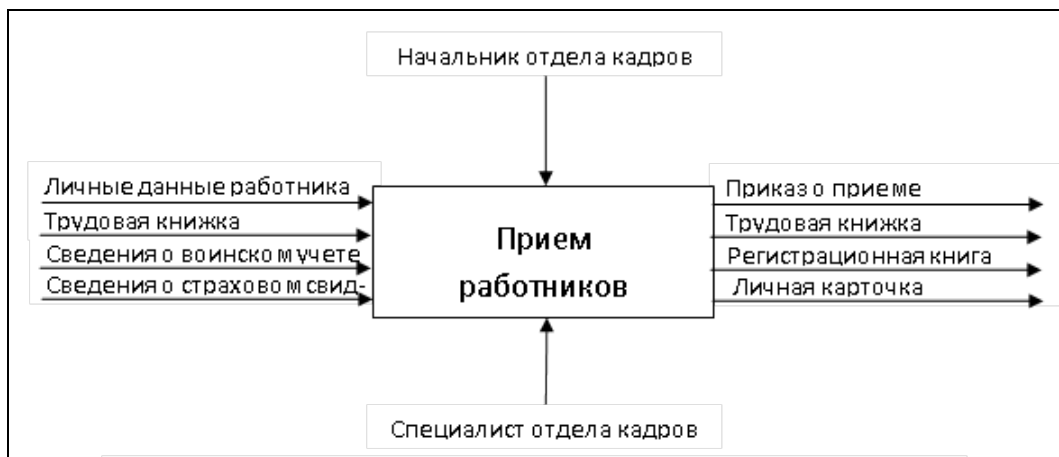 Начальник отдела кадров
Личные данные работника
Трудовая книжка
Сведения о воинском учете
Сведения о страховом свид-
Прием
работников
Приказ о приеме
Трудовая книжка
Регистрационная книга
Личная карточка
Специалист отдела кадров